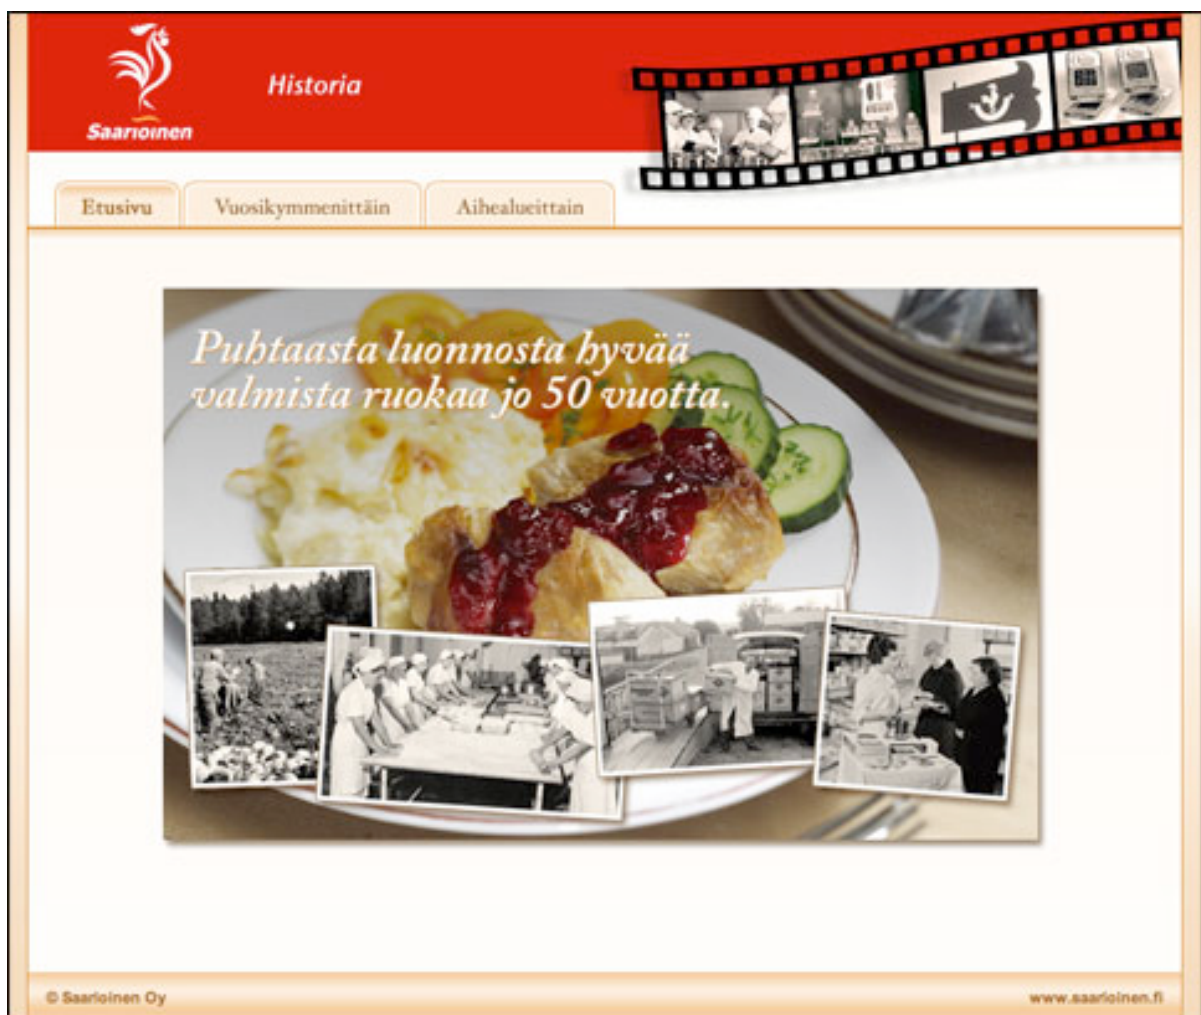 Saarioinen
Historia
Etusivu
Vuosikymmenittäin
Aihealueittain
Puhtaasta luonnosta hyvää
valmista ruokaa jo 50 vuotta.
© Saarioinen Oy
www.saarioinen.fi